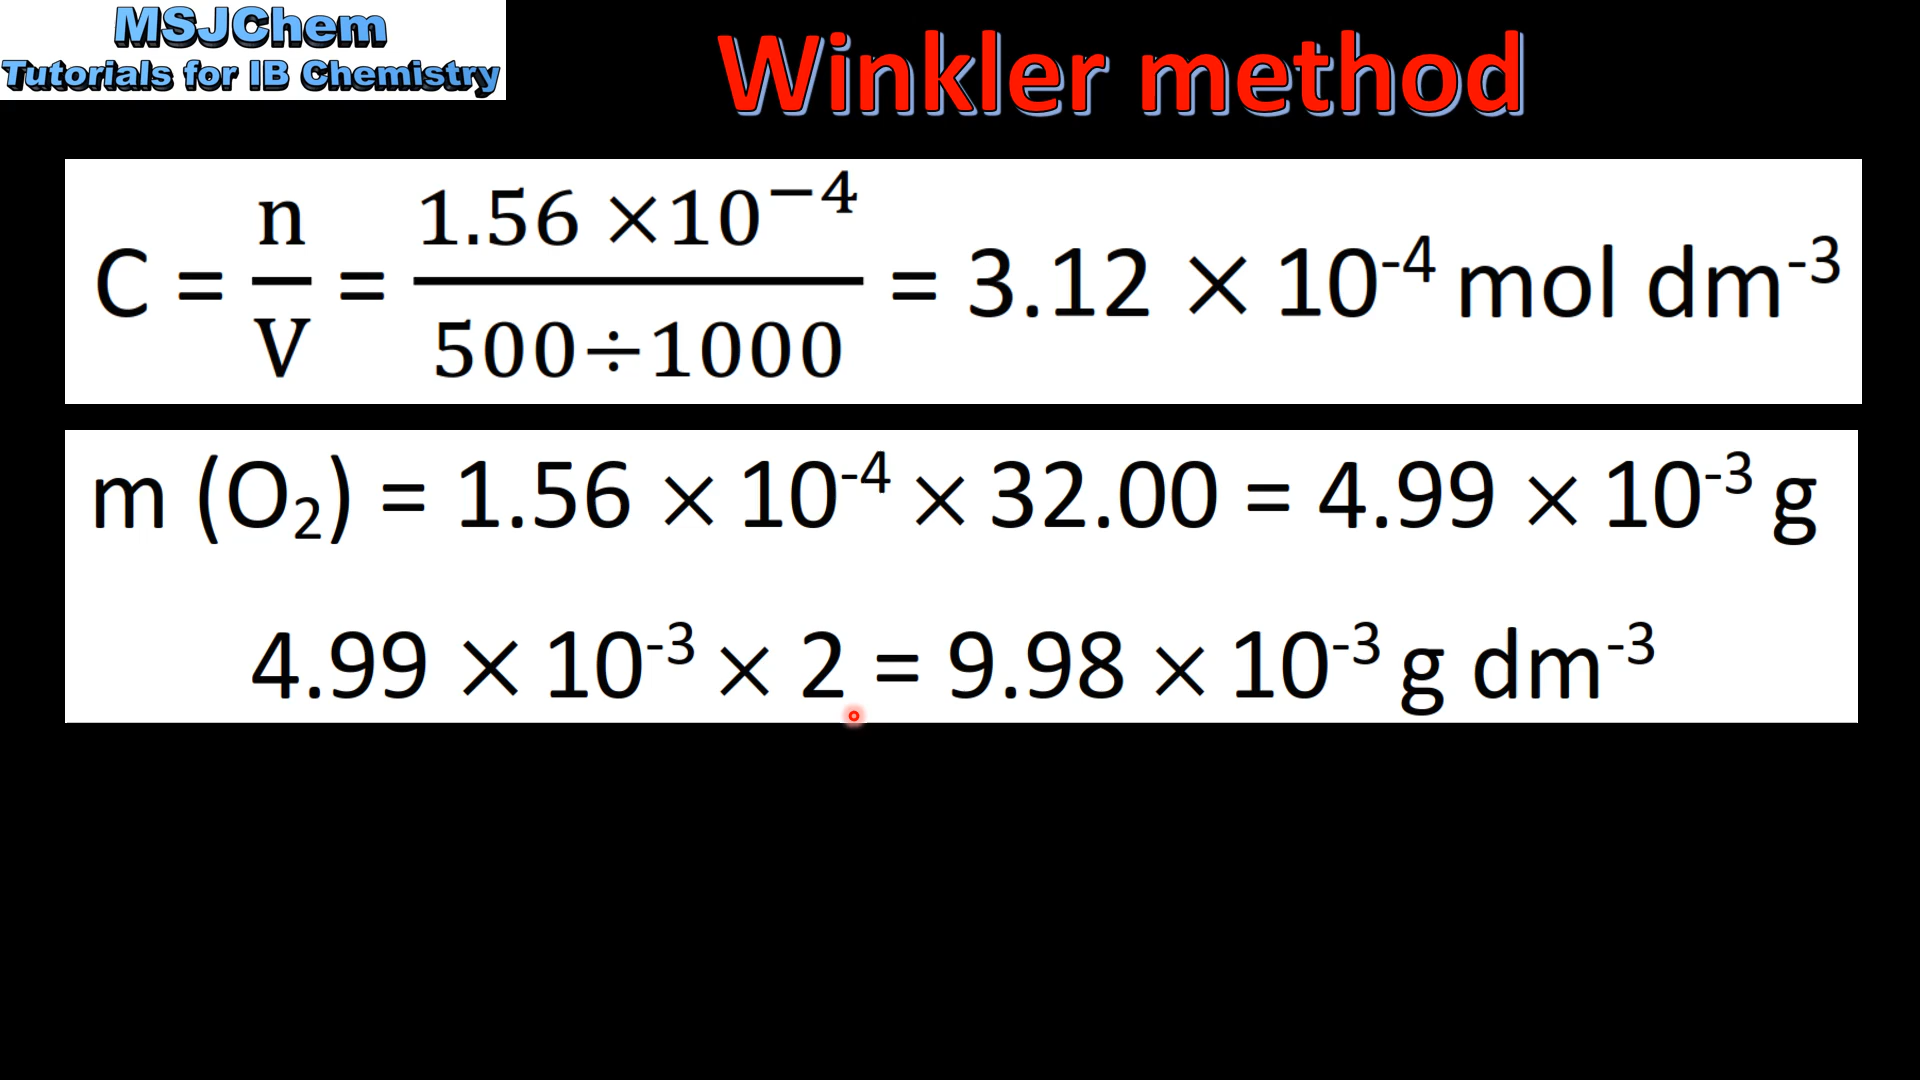 MSJChem
Tutorials for IB Chemistry
Winkler method
C = n/V = 1.56 ×10⁻⁴/500÷1000 = 3.12 × 10⁻⁴ mol dm⁻³
m (O₂) = 1.56 × 10⁻⁴ × 32.00 = 4.99 × 10⁻³ g
4.99 × 10⁻³ × 2 = 9.98 × 10⁻³ g dm⁻³